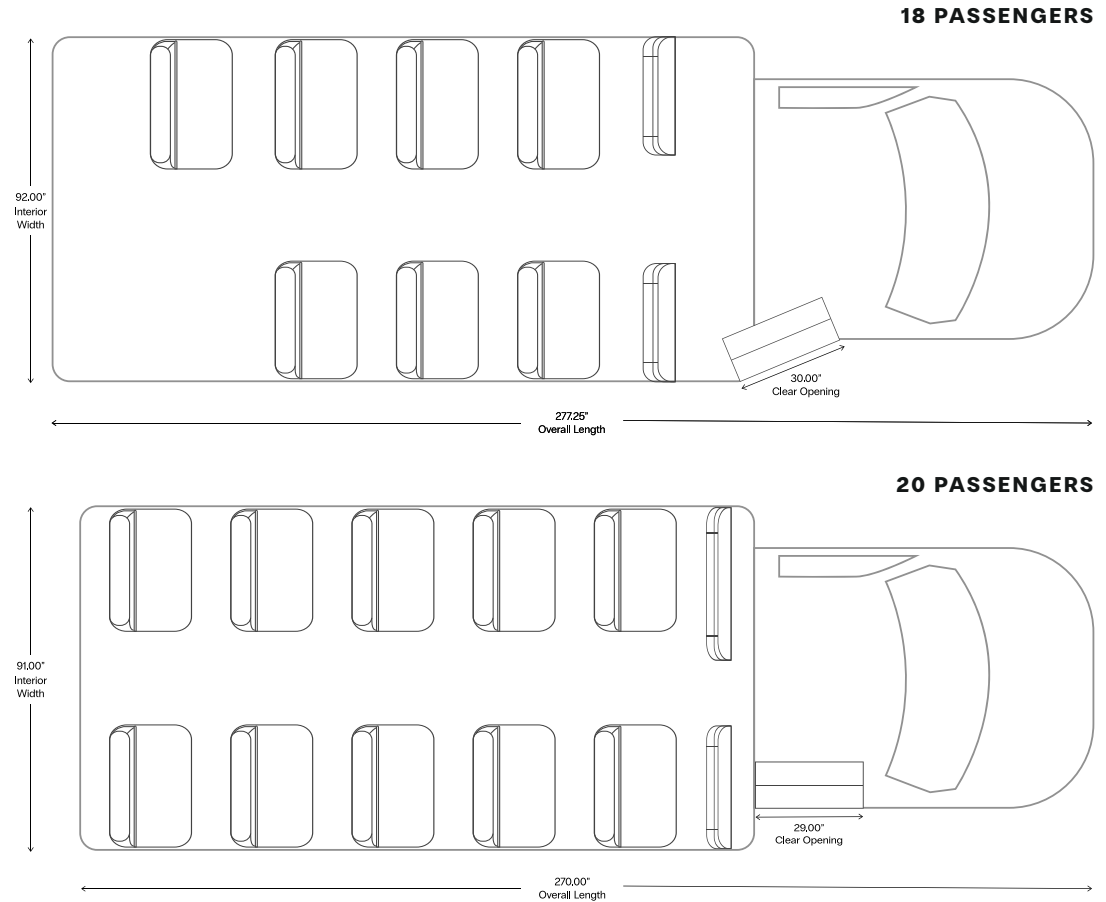 18 PASSENGERS
92.00"
Interior
Width
30.00"
Clear Opening
277.25"
Overall Length
20 PASSENGERS
91.00"
Interior
Width
29.00"
Clear Opening
270.00"
Overall Length